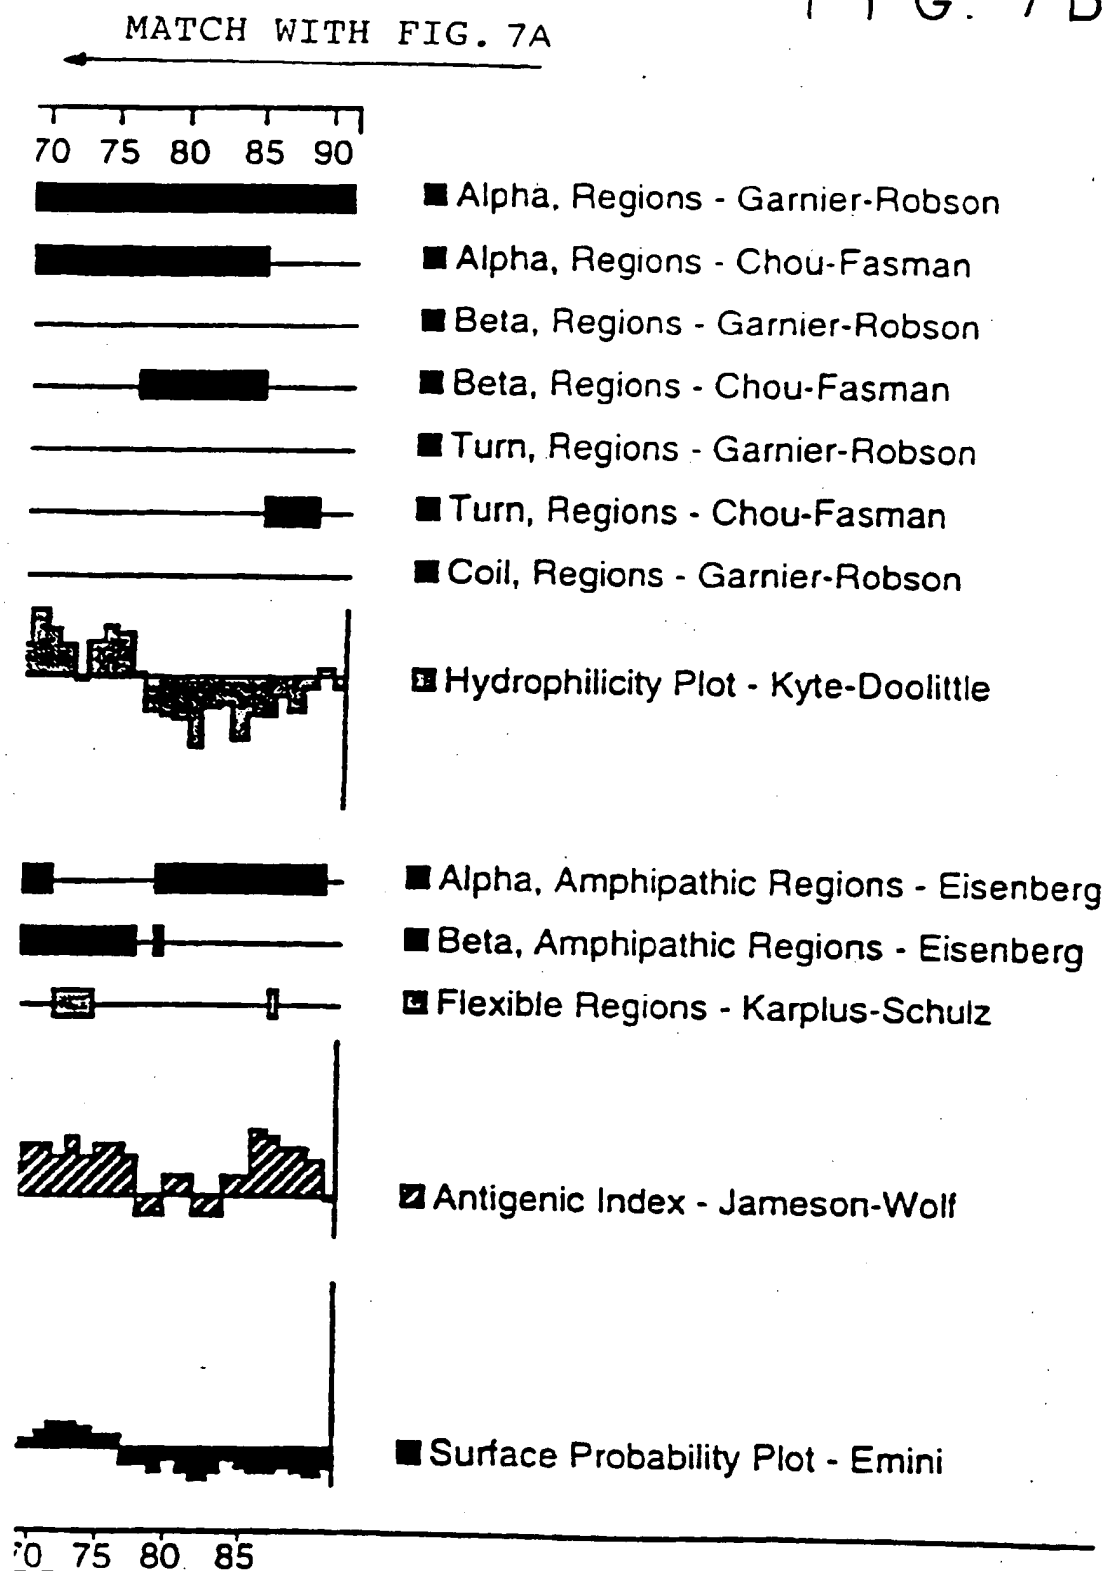 FIG. 7B
MATCH WITH FIG. 7A
70 75 80 85 90
Alpha, Regions - Garnier-Robson
Alpha, Regions - Chou-Fasman
Beta, Regions - Garnier-Robson
Beta, Regions - Chou-Fasman
Turn, Regions - Garnier-Robson
Turn, Regions - Chou-Fasman
Coil, Regions - Garnier-Robson
Hydrophilicity Plot - Kyte-Doolittle
Alpha, Amphipathic Regions - Eisenberg
Beta, Amphipathic Regions - Eisenberg
Flexible Regions - Karplus-Schulz
Antigenic Index - Jameson-Wolf
Surface Probability Plot - Emini
70 75 80 85